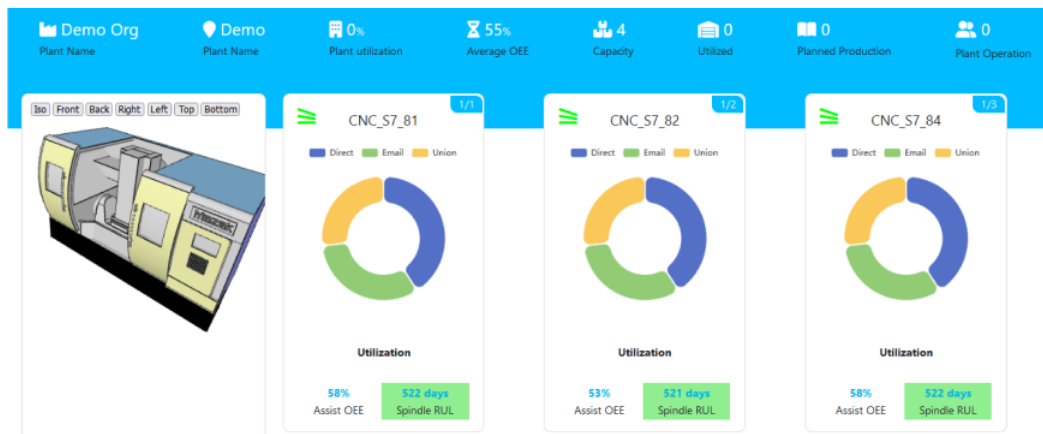 Demo Org
Plant Name
Demo
Plant Name
0%
Plant utilization
55%
Average OEE
4
Capacity
0
Utilized
0
Planned Production
0
Plant Operation
Iso Front Back Right Left Top Bottom
Mazak
1/1
CNC_S7_81
Direct Email Union
Utilization
58%
Assist OEE
522 days
Spindle RUL
1/2
CNC_S7_82
Direct Email Union
Utilization
53%
Assist OEE
521 days
Spindle RUL
1/3
CNC_S7_84
Direct Email Union
Utilization
58%
Assist OEE
522 days
Spindle RUL